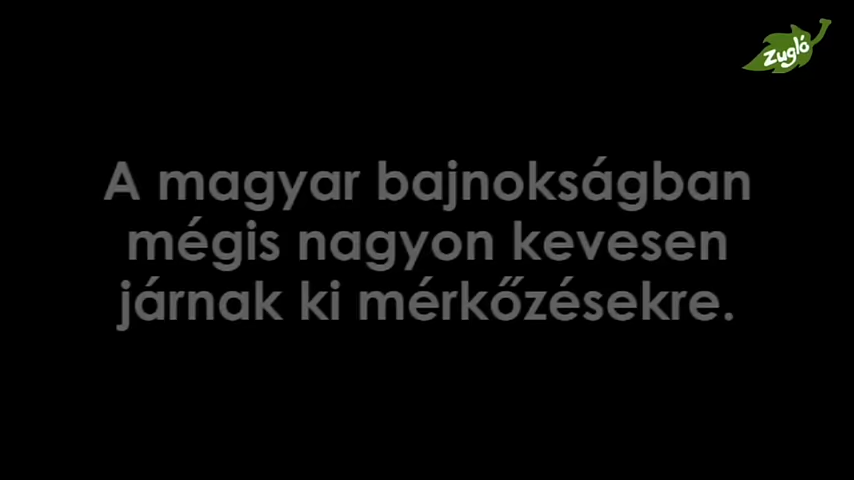 Zugló
A magyar bajnokságban
mégis nagyon kevesen
járnak ki mérkőzésekre.